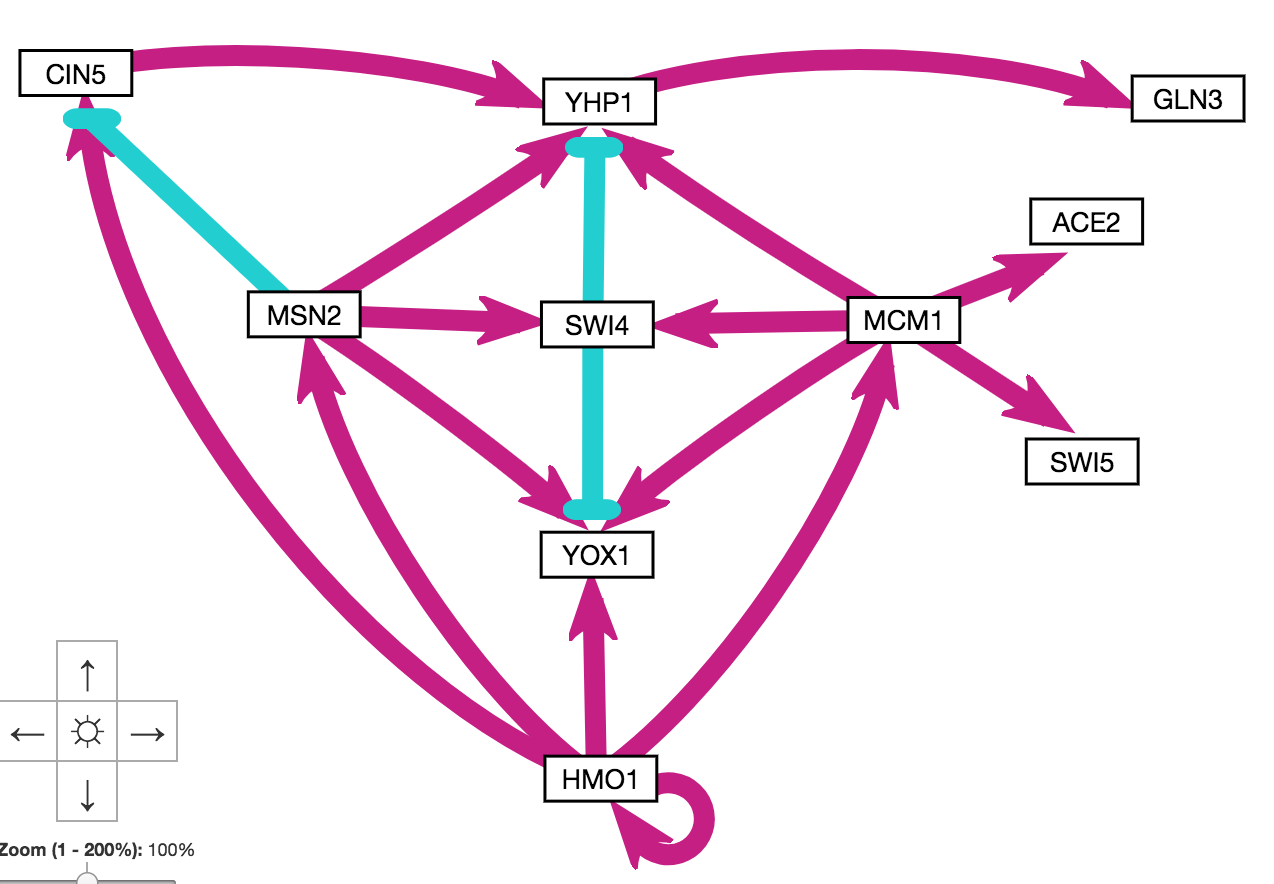 CIN5
YHP1
GLN3
ACE2
MSN2
SWI4
MCM1
SWI5
YOX1
HMO1
Zoom (1 - 200%): 100%